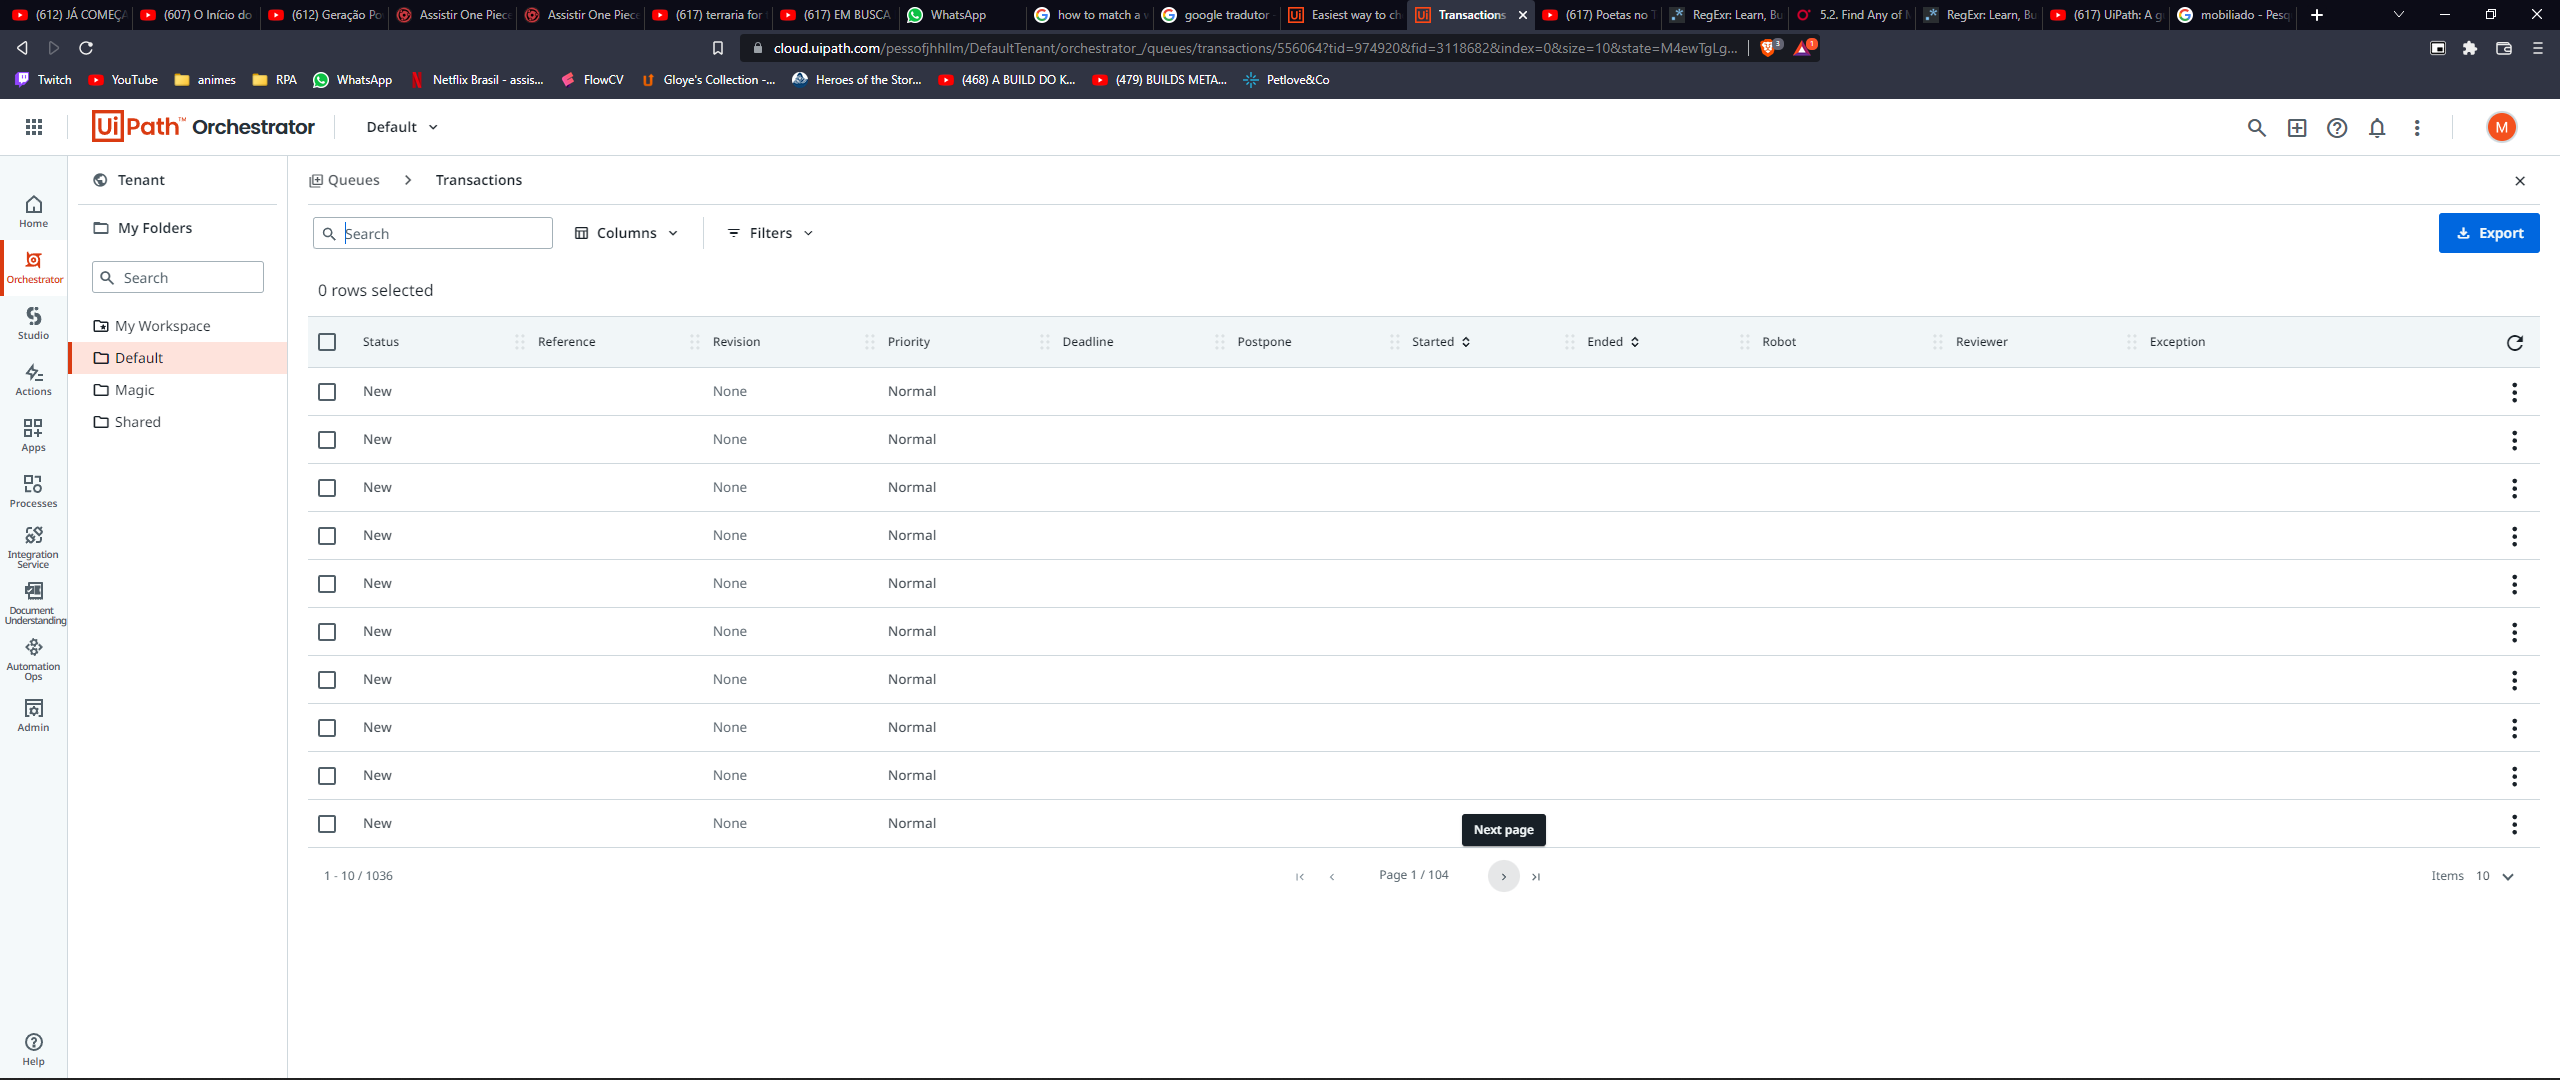 (612) JÁ COMEÇA
(607) O Início do
(612) Geração Po
Assistir One Piece
Assistir One Piece
(617) terraria for
(617) EM BUSCA
WhatsApp
how to match a w
google tradutor
Easiest way to ch
Transactions
(617) Poetas no T
RegExr: Learn, Bu
5.2. Find Any of M
RegExr: Learn, Bu
(617) UiPath: A g
mobiliado - Pesq
cloud.uipath.com/pessofjhhllm/DefaultTenant/orchestrator_/queues/transactions/556064?tid=974920&fid=3118682&index=0&size=10&state=M4ewTgLg...
3
1
Twitch
YouTube
animes
RPA
WhatsApp
Netflix Brasil - assis...
FlowCV
Gloye's Collection -...
Heroes of the Stor...
(468) A BUILD DO K...
(479) BUILDS META...
Petlove&Co
UiPath™ Orchestrator
Default
M
Home
Orchestrator
Studio
Actions
Apps
Processes
Integration
Service
Document
Understanding
Automation
Ops
Admin
Help
Tenant
My Folders
Search
My Workspace
Default
Magic
Shared
Queues > Transactions
Search
Columns
Filters
Export
0 rows selected
Status Reference Revision Priority Deadline Postpone Started Ended Robot Reviewer Exception
New None Normal
New None Normal
New None Normal
New None Normal
New None Normal
New None Normal
New None Normal
New None Normal
New None Normal
New None Normal
Next page
1 - 10 / 1036
Page 1 / 104
Items 10